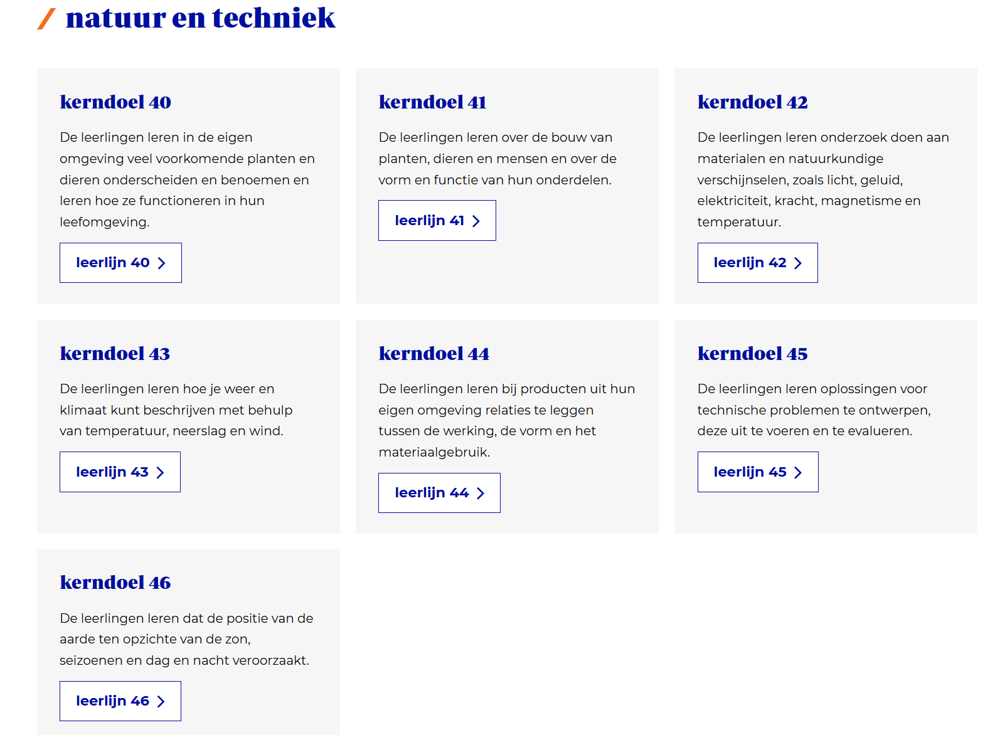 natuur en techniek
kerndoel 40
De leerlingen leren in de eigen
omgeving veel voorkomende planten en
dieren onderscheiden en benoemen en
leren hoe ze functioneren in hun
leefomgeving.
leerlijn 40
kerndoel 41
De leerlingen leren over de bouw van
planten, dieren en mensen en over de
vorm en functie van hun onderdelen.
leerlijn 41
kerndoel 42
De leerlingen leren onderzoek doen aan
materialen en natuurkundige
verschijnselen, zoals licht, geluid,
elektriciteit, kracht, magnetisme en
temperatuur.
leerlijn 42
kerndoel 43
De leerlingen leren hoe je weer en
klimaat kunt beschrijven met behulp
van temperatuur, neerslag en wind.
leerlijn 43
kerndoel 44
De leerlingen leren bij producten uit hun
eigen omgeving relaties te leggen
tussen de werking, de vorm en het
materiaalgebruik.
leerlijn 44
kerndoel 45
De leerlingen leren oplossingen voor
technische problemen te ontwerpen,
deze uit te voeren en te evalueren.
leerlijn 45
kerndoel 46
De leerlingen leren dat de positie van de
aarde ten opzichte van de zon,
seizoenen en dag en nacht veroorzaakt.
leerlijn 46